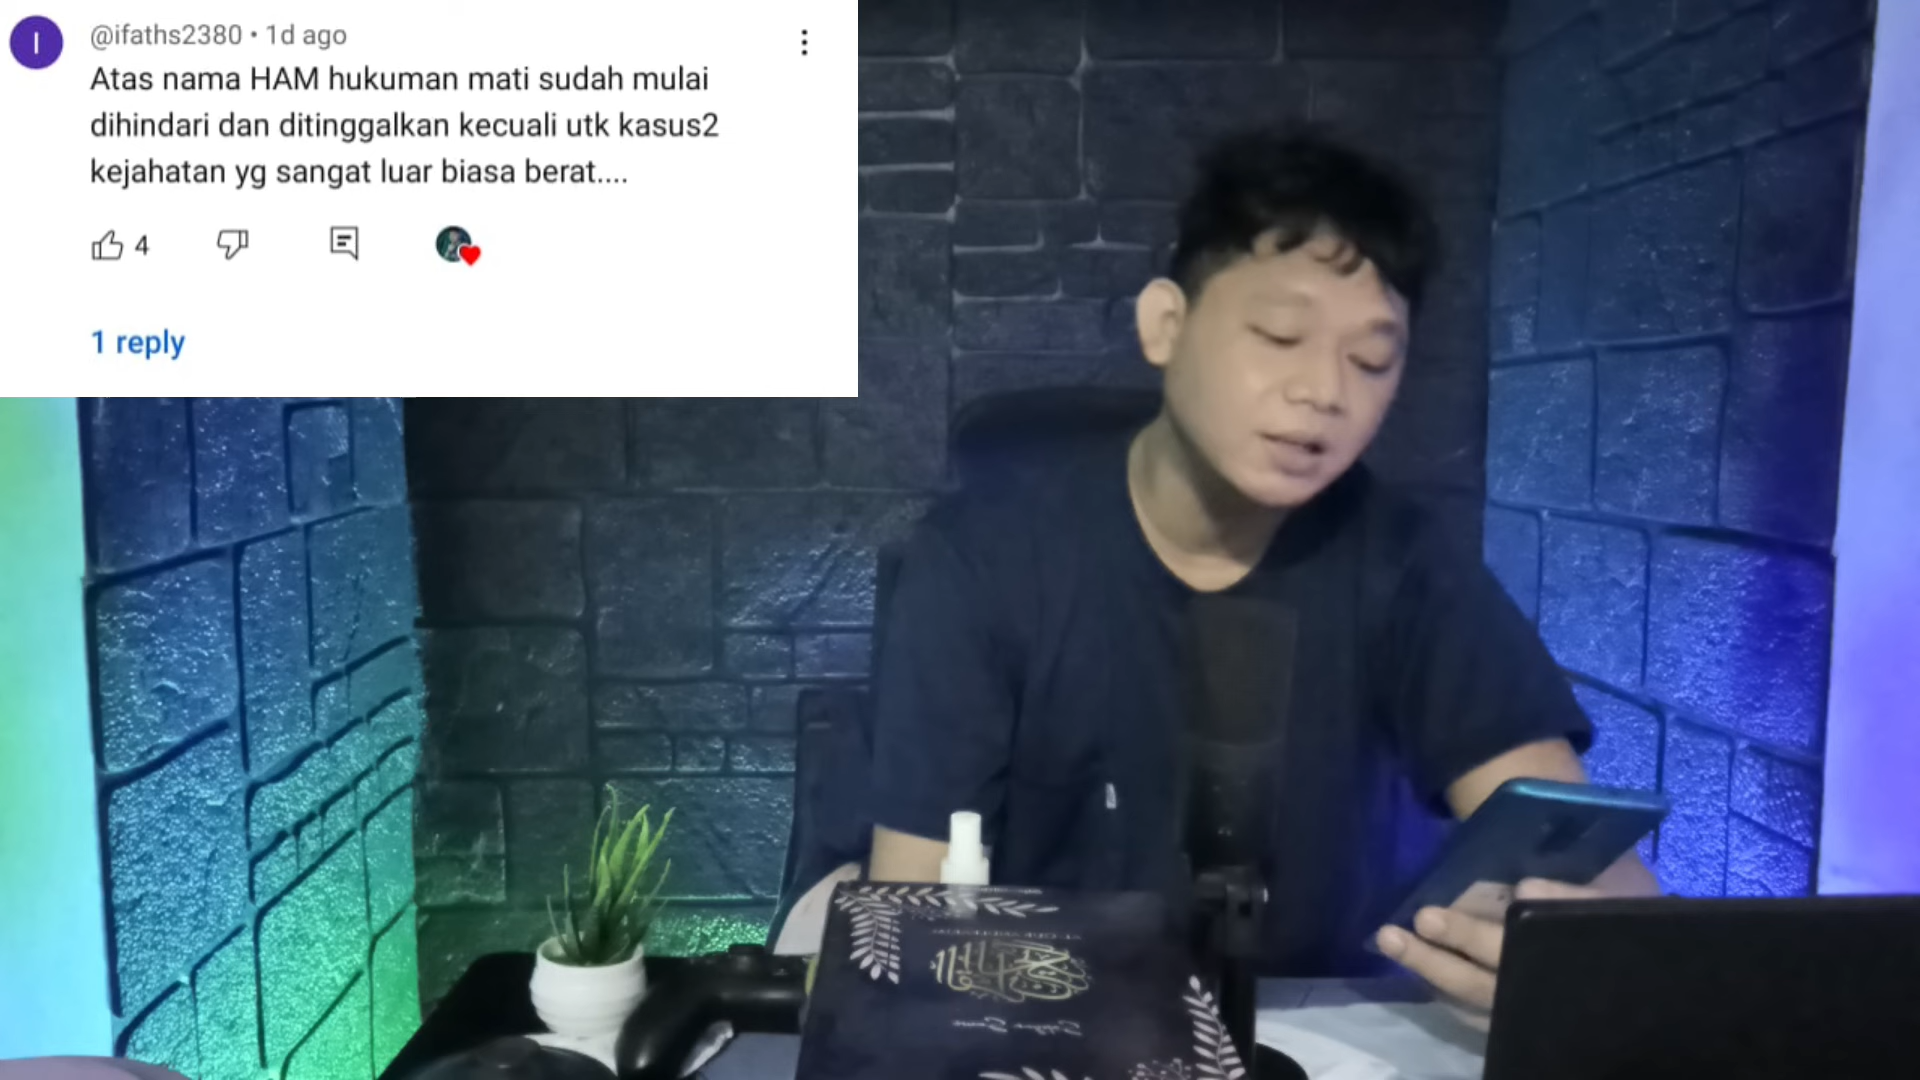 I
@ifaths2380 • 1d ago
Atas nama HAM hukuman mati sudah mulai
dihindari dan ditinggalkan kecuali utk kasus2
kejahatan yg sangat luar biasa berat....
4
1 reply